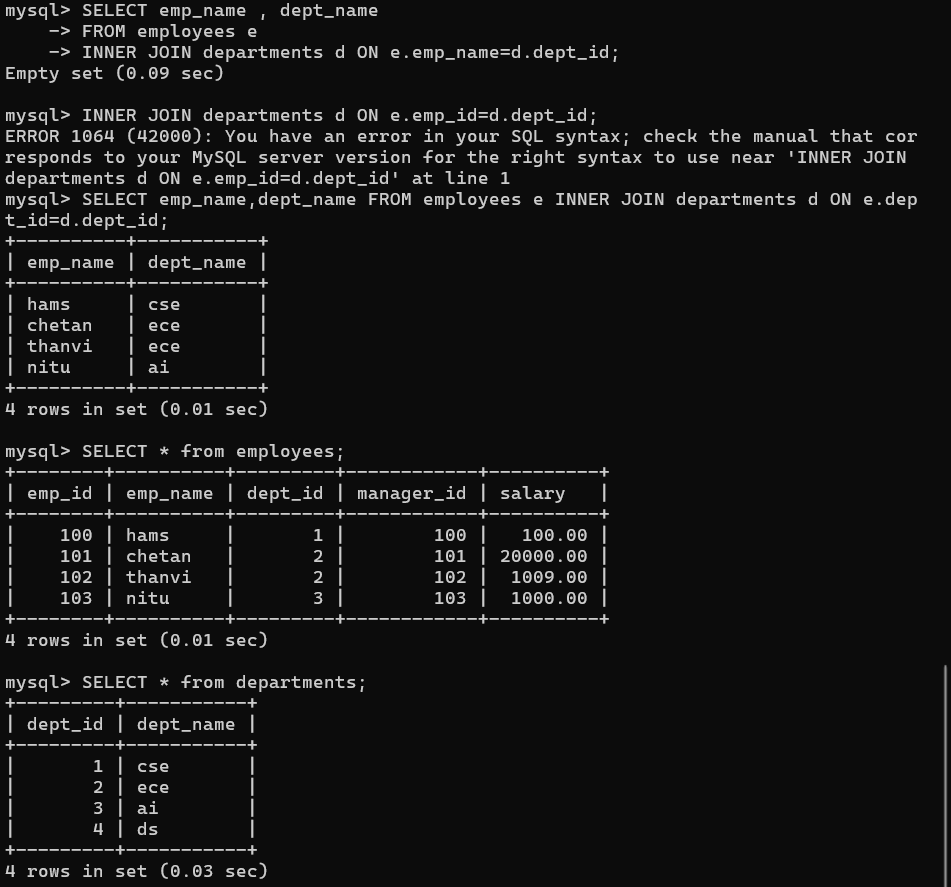 mysql> SELECT emp_name , dept_name
    -> FROM employees e
    -> INNER JOIN departments d ON e.emp_name=d.dept_id;
Empty set (0.09 sec)

mysql> INNER JOIN departments d ON e.emp_id=d.dept_id;
ERROR 1064 (42000): You have an error in your SQL syntax; check the manual that cor
responds to your MySQL server version for the right syntax to use near 'INNER JOIN
departments d ON e.emp_id=d.dept_id' at line 1
mysql> SELECT emp_name,dept_name FROM employees e INNER JOIN departments d ON e.dep
t_id=d.dept_id;
+----------+-----------+
| emp_name | dept_name |
+----------+-----------+
| hams     | cse       |
| chetan   | ece       |
| thanvi   | ece       |
| nitu     | ai        |
+----------+-----------+
4 rows in set (0.01 sec)

mysql> SELECT * from employees;
+--------+----------+---------+------------+----------+
| emp_id | emp_name | dept_id | manager_id | salary   |
+--------+----------+---------+------------+----------+
|    100 | hams     |       1 |        100 |   100.00 |
|    101 | chetan   |       2 |        101 | 20000.00 |
|    102 | thanvi   |       2 |        102 |  1009.00 |
|    103 | nitu     |       3 |        103 |  1000.00 |
+--------+----------+---------+------------+----------+
4 rows in set (0.01 sec)

mysql> SELECT * from departments;
+---------+-----------+
| dept_id | dept_name |
+---------+-----------+
|       1 | cse       |
|       2 | ece       |
|       3 | ai        |
|       4 | ds        |
+---------+-----------+
4 rows in set (0.03 sec)